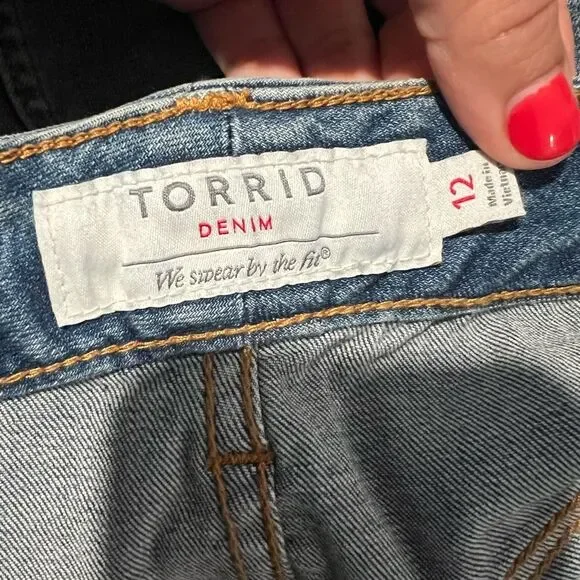 TORRID
DENIM
We swear by the fit®
12
Made in
Vietnam